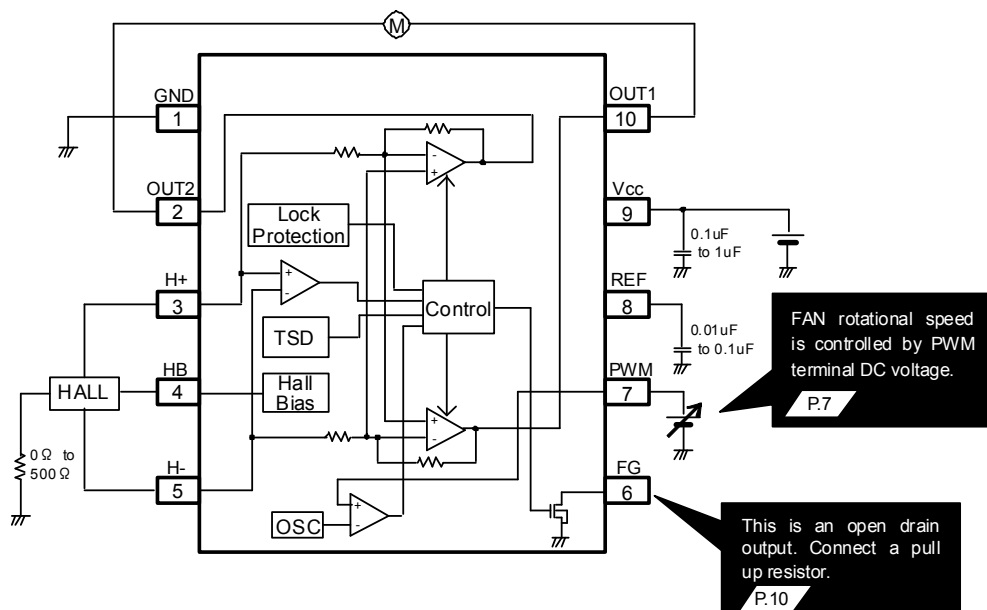 M
GND
1
OUT1
10
OUT2
2
Vcc
9
0.1uF
to 1uF
Lock
Protection
+
-
-
+
H+
3
REF
8
0.01uF
to 0.1uF
Control
TSD
HALL
HB
4
Hall
Bias
PWM
7
FAN rotational speed
is controlled by PWM
terminal DC voltage.
P.7
+
-
0Ω to
500Ω
H-
5
OSC
+
-
FG
6
This is an open drain
output. Connect a pull
up resistor.
P.10